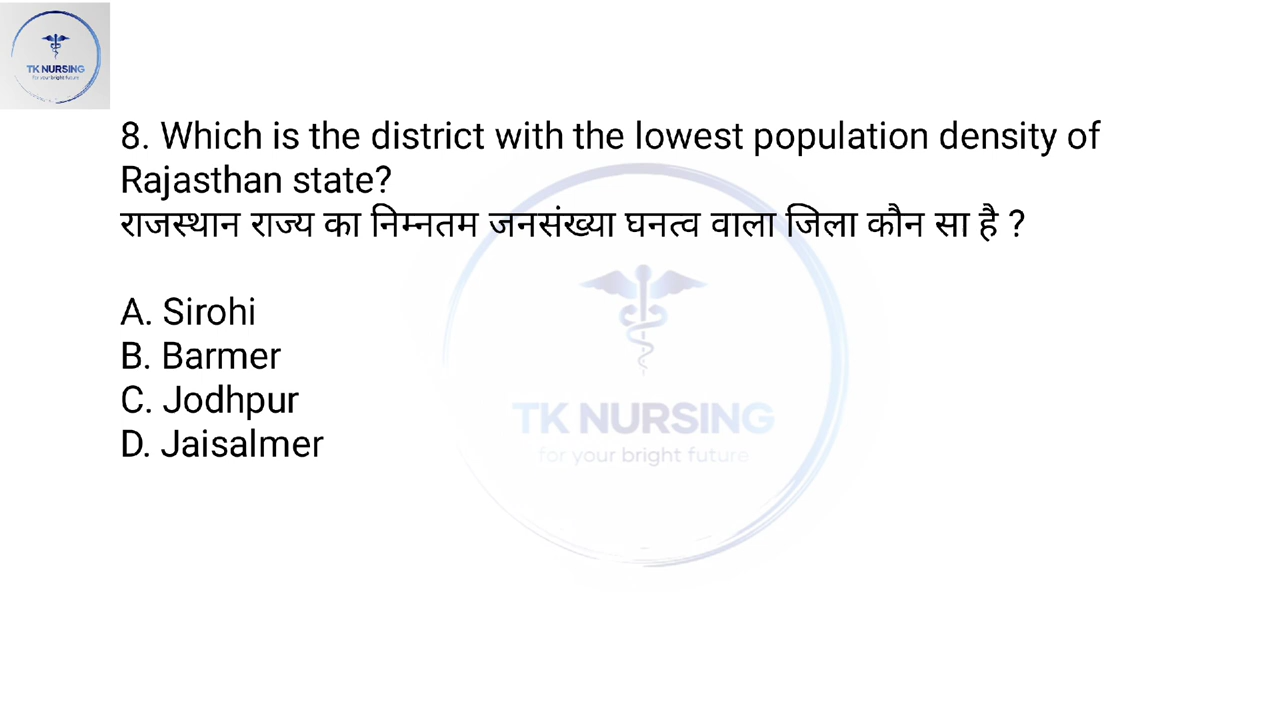 TK NURSING
for your bright future
8. Which is the district with the lowest population density of
Rajasthan state?
राजस्थान राज्य का निम्नतम जनसंख्या घनत्व वाला जिला कौन सा है ?
A. Sirohi
B. Barmer
C. Jodhpur
D. Jaisalmer
TK NURSING
for your bright future